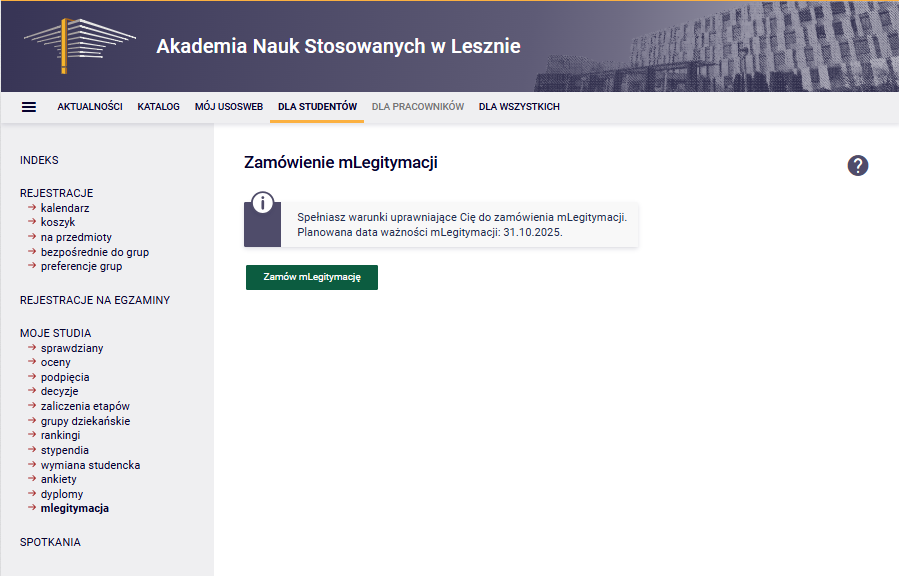 Akademia Nauk Stosowanych w Lesznie
AKTUALNOŚCI KATALOG MÓJ USOSWEB DLA STUDENTÓW DLA PRACOWNIKÓW DLA WSZYSTKICH
INDEKS
REJESTRACJE
→ kalendarz
→ koszyk
→ na przedmioty
→ bezpośrednie do grup
→ preferencje grup
REJESTRACJE NA EGZAMINY
MOJE STUDIA
→ sprawdziany
→ oceny
→ podpięcia
→ decyzje
→ zaliczenia etapów
→ grupy dziekańskie
→ rankingi
→ stypendia
→ wymiana studencka
→ ankiety
→ dyplomy
→ mlegitymacja
SPOTKANIA
Zamówienie mLegitymacji
?
i
Spełniasz warunki uprawniające Cię do zamówienia mLegitymacji.
Planowana data ważności mLegitymacji: 31.10.2025.
Zamów mLegitymację